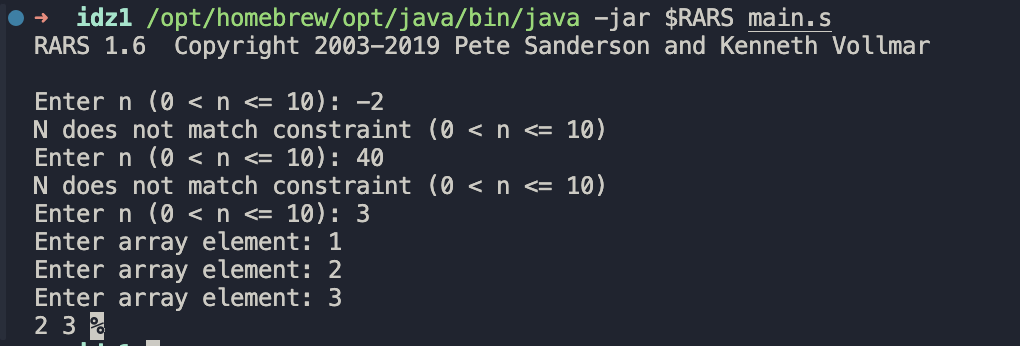 ➜ idz1 /opt/homebrew/opt/java/bin/java -jar $RARS main.s
RARS 1.6  Copyright 2003-2019 Pete Sanderson and Kenneth Vollmar
Enter n (0 < n <= 10): -2
N does not match constraint (0 < n <= 10)
Enter n (0 < n <= 10): 40
N does not match constraint (0 < n <= 10)
Enter n (0 < n <= 10): 3
Enter array element: 1
Enter array element: 2
Enter array element: 3
2 3 %